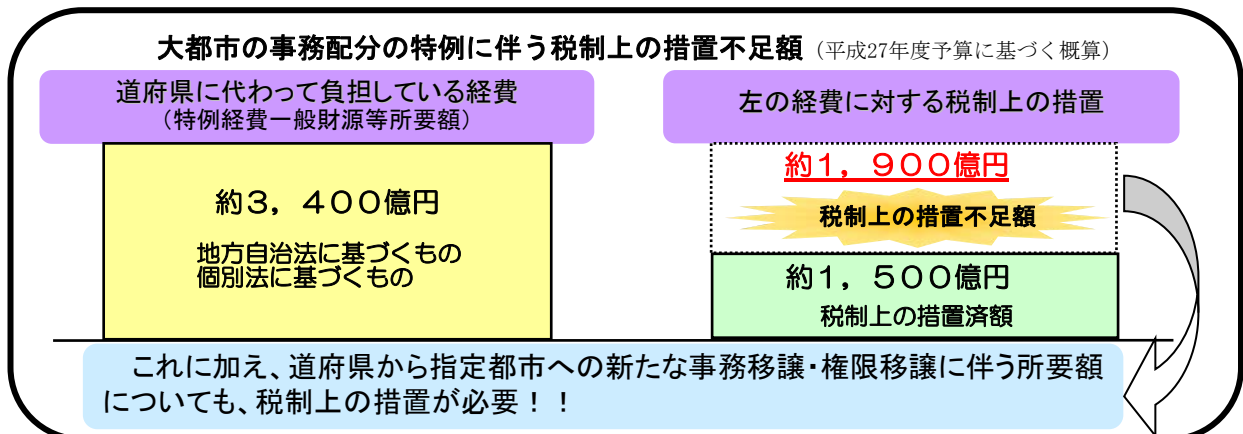 大都市の事務配分の特例に伴う税制上の措置不足額（平成27年度予算に基づく概算）
道府県に代わって負担している経費
（特例経費一般財源等所要額）
左の経費に対する税制上の措置
約３，４００億円
地方自治法に基づくもの
個別法に基づくもの
約１，９００億円
税制上の措置不足額
約１，５００億円
税制上の措置済額
これに加え、道府県から指定都市への新たな事務移譲・権限移譲に伴う所要額
についても、税制上の措置が必要！！